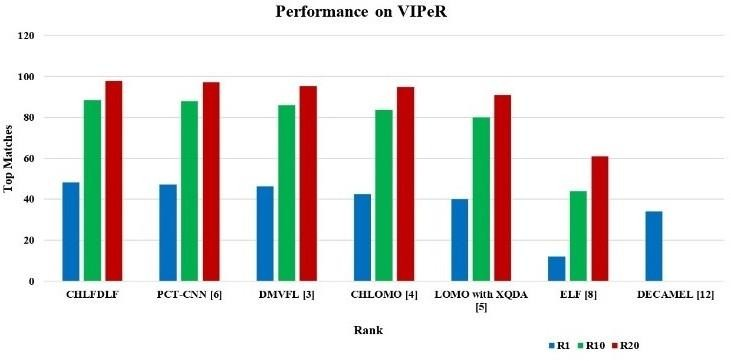 Performance on VIPeR
120
100
80
60
40
20
0
Top Matches
CHLFDLF PCT-CNN [6] DMVFL [3] CHLOMO [4] LOMO with XQDA [5] ELF [8] DECAMEL [12]
Rank
R1 R10 R20